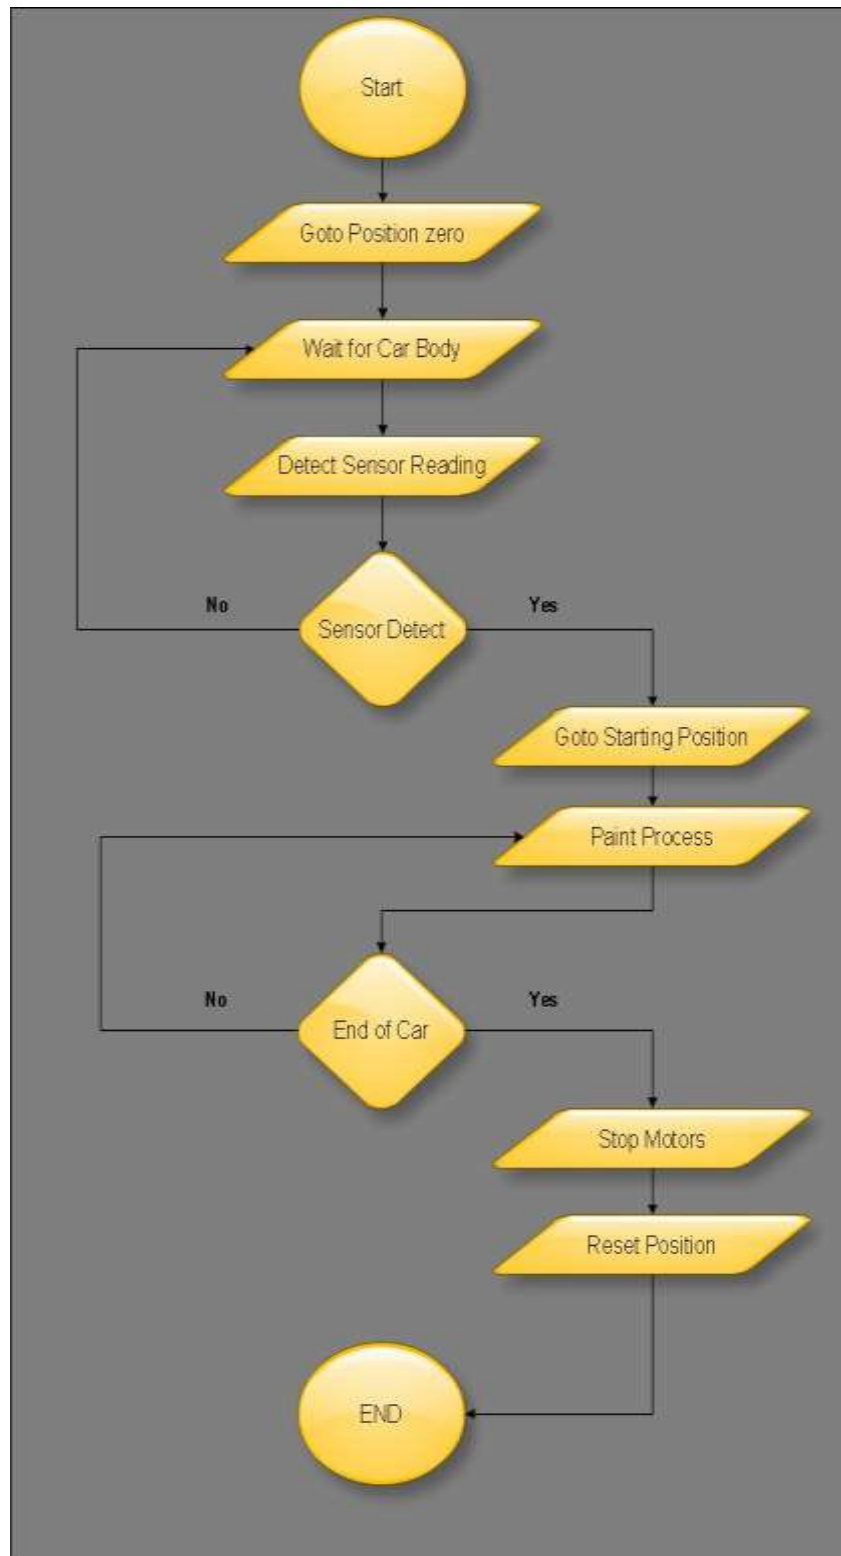 Start
Goto Position zero
Wait for Car Body
Detect Sensor Reading
No
Yes
Sensor Detect
Goto Starting Position
Paint Process
No
Yes
End of Car
Stop Motors
Reset Position
END